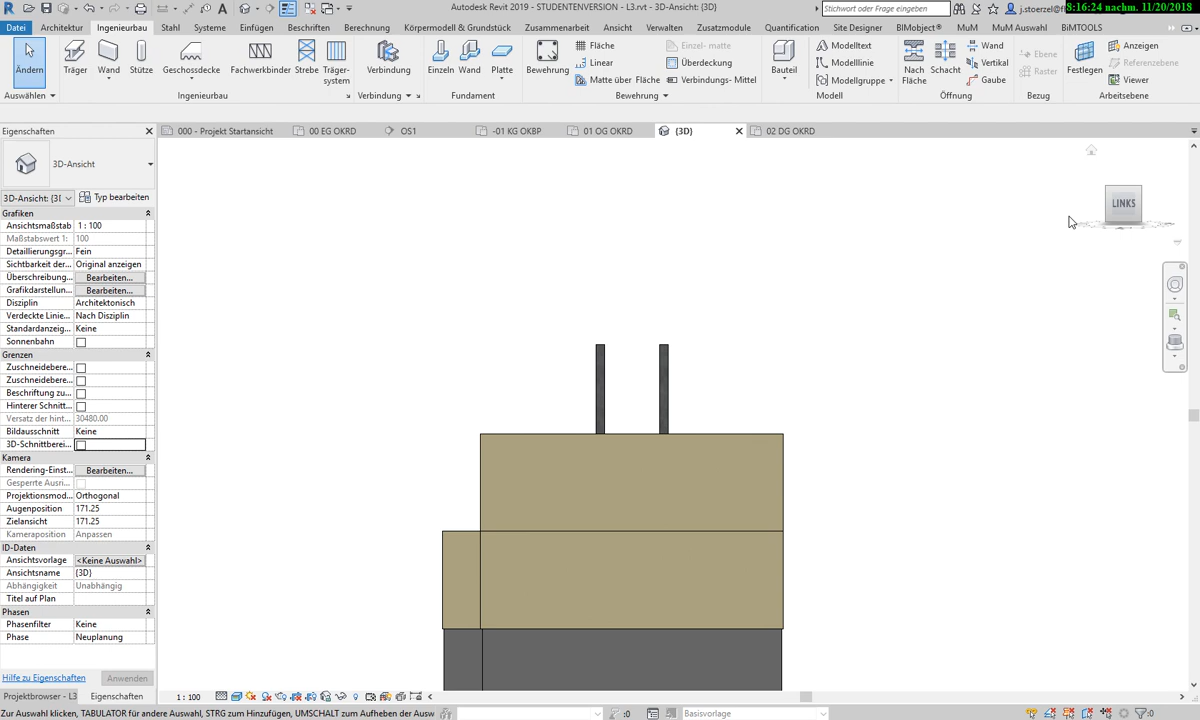 Autodesk Revit 2019 - STUDENTENVERSION - L3.rvt - 3D-Ansicht: {3D}
Stichwort oder Frage eingeben
j.stoerzel@fl
8:16:24 nachm. 11/20/2018
Datei Architektur Ingenieurbau Stahl Systeme Einfügen Beschriften Berechnung Körpermodell & Grundstück Zusammenarbeit Ansicht Verwalten Zusatzmodule Quantification Site Designer BIMobject® MuM MuM Auswahl BiMTOOLS
Ändern Träger Wand Stütze Geschossdecke Fachwerkbinder Strebe Träger-system Verbindung Einzeln Wand Platte Bewehrung
Fläche
Linear
Matte über Fläche
Einzel- matte
Überdeckung
Verbindungs- Mittel
Bauteil
Modelltext
Modelllinie
Modellgruppe
Nach Fläche
Schacht
Wand
Vertikal
Gaube
Ebene
Raster
Festlegen
Anzeigen
Referenzebene
Viewer
Auswählen Ingenieurbau Verbindung Fundament Bewehrung Modell Öffnung Bezug Arbeitsebene
Eigenschaften
000 - Projekt Startansicht 00 EG OKRD OS1 -01 KG OKBP 01 OG OKRD {3D} 02 DG OKRD
3D-Ansicht
3D-Ansicht: {3I Typ bearbeiten
Grafiken
Ansichtsmaßstab 1 : 100
Maßstabswert 1: 100
Detaillierungsgr... Fein
Sichtbarkeit der... Original anzeigen
Überschreibung... Bearbeiten...
Grafikdarstellun... Bearbeiten...
Disziplin Architektonisch
Verdeckte Linie... Nach Disziplin
Standardanzeig... Keine
Sonnenbahn
Grenzen
Zuschneidebere...
Zuschneidebere...
Beschriftung zu...
Hinterer Schnitt...
Versatz der hint... 30480.00
Bildausschnitt Keine
3D-Schnittberei...
Kamera
Rendering-Einst... Bearbeiten...
Gesperrte Ausri...
Projektionsmod... Orthogonal
Augenposition 171.25
Zielansicht 171.25
Kameraposition Anpassen
ID-Daten
Ansichtsvorlage <Keine Auswahl>
Ansichtsname {3D}
Abhängigkeit Unabhängig
Titel auf Plan
Phasen
Phasenfilter Keine
Phase Neuplanung
Hilfe zu Eigenschaften Anwenden
Projektbrowser - L3 Eigenschaften
LINKS
1 : 100
Zur Auswahl klicken, TABULATOR für andere Auswahl, STRG zum Hinzufügen, UMSCHALT zum Aufheben der Ausw
:0 Basisvorlage :0